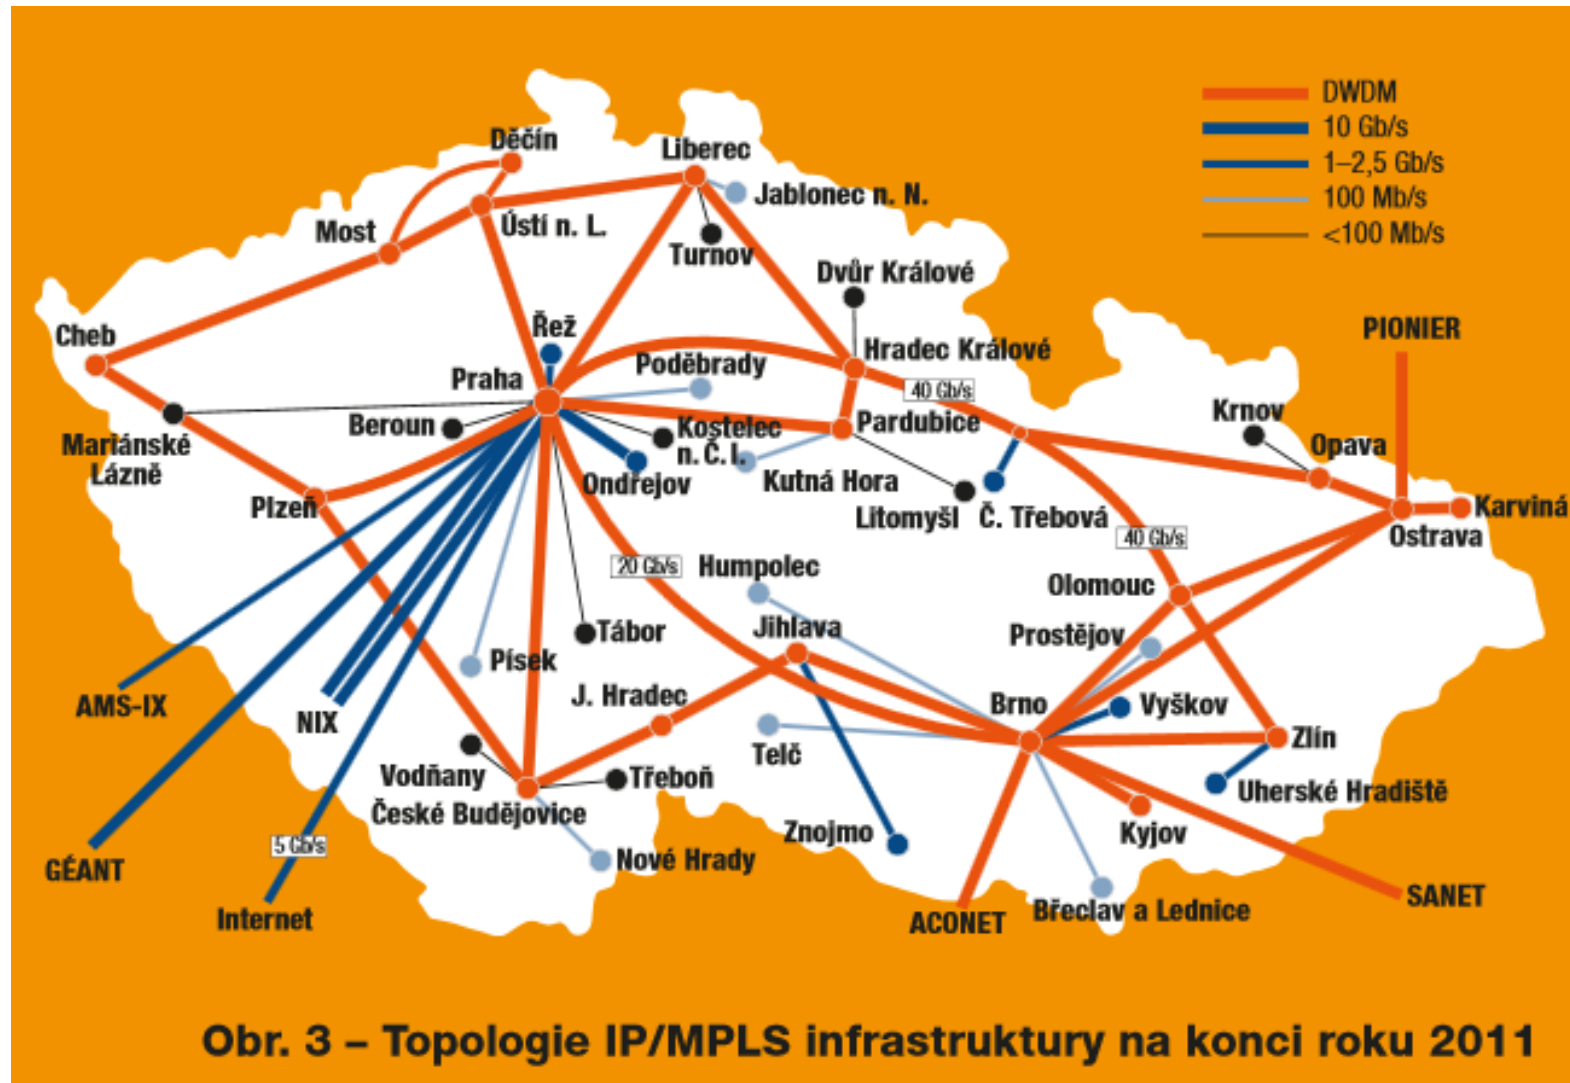 DWDM
10 Gb/s
1–2,5 Gb/s
100 Mb/s
<100 Mb/s
Děčín
Liberec
Jablonec n. N.
Most
Ústí n. L.
Turnov
Dvůr Králové
Cheb
Řež
PIONIER
Hradec Králové
Poděbrady
Praha
40 Gb/s
Krnov
Beroun
Kostelec
n. Č. l.
Pardubice
Opava
Mariánské
Lázně
Ondřejov
Kutná Hora
Plzeň
Litomyšl
Č. Třebová
Karviná
Ostrava
40 Gb/s
20 Gb/s
Humpolec
Olomouc
Tábor
Jihlava
Prostějov
Písek
AMS-IX
J. Hradec
Brno
Vyškov
NIX
Zlín
Telč
Vodňany
Třeboň
Uherské Hradiště
České Budějovice
Znojmo
Kyjov
5 Gb/s
GÉANT
Nové Hrady
SANET
Internet
ACONET
Břeclav a Lednice
Obr. 3 – Topologie IP/MPLS infrastruktury na konci roku 2011